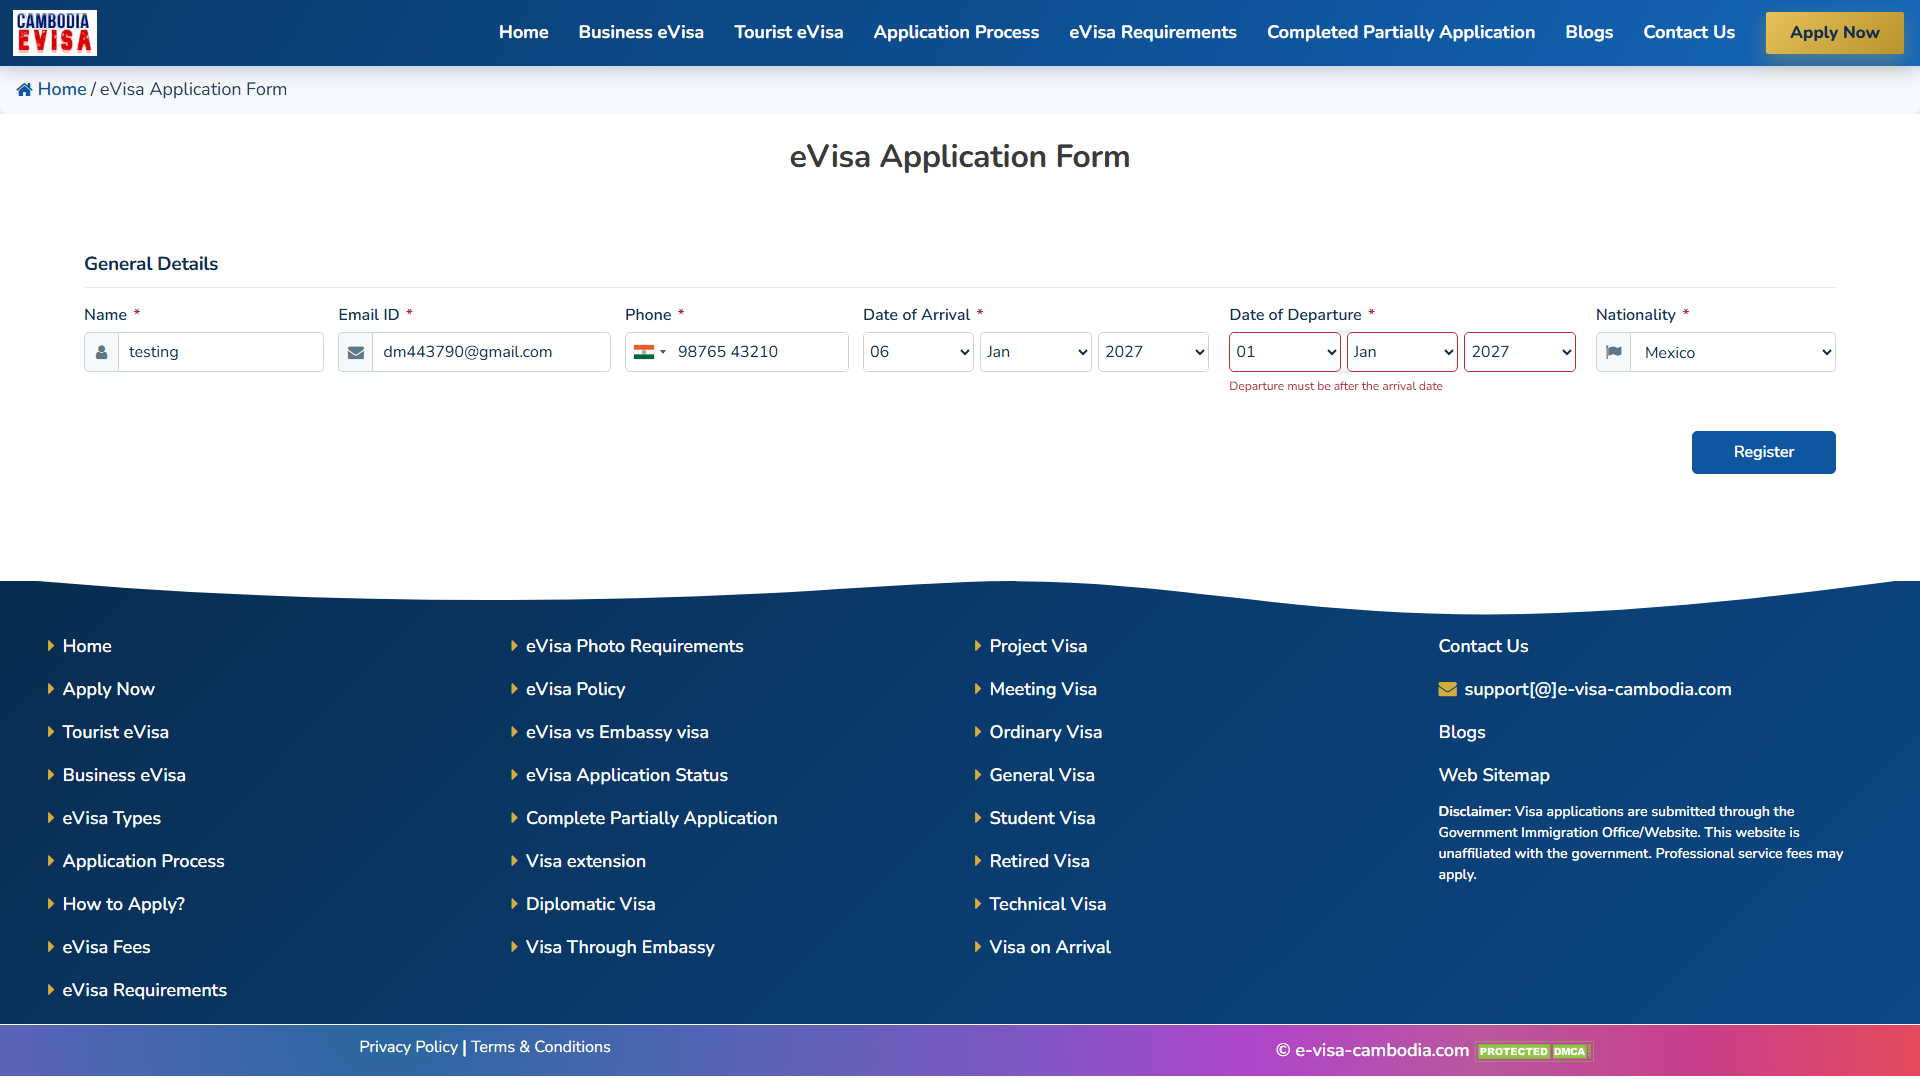 CAMBODIA
EVISA
Home
Business eVisa
Tourist eVisa
Application Process
eVisa Requirements
Completed Partially Application
Blogs
Contact Us
Apply Now
Home / eVisa Application Form
eVisa Application Form
General Details
Name *
testing
Email ID *
dm443790@gmail.com
Phone *
98765 43210
Date of Arrival *
06
Jan
2027
Date of Departure *
01
Jan
2027
Departure must be after the arrival date
Nationality *
Mexico
Register
Home
Apply Now
Tourist eVisa
Business eVisa
eVisa Types
Application Process
How to Apply?
eVisa Fees
eVisa Requirements
eVisa Photo Requirements
eVisa Policy
eVisa vs Embassy visa
eVisa Application Status
Complete Partially Application
Visa extension
Diplomatic Visa
Visa Through Embassy
Project Visa
Meeting Visa
Ordinary Visa
General Visa
Student Visa
Retired Visa
Technical Visa
Visa on Arrival
Contact Us
support[@]e-visa-cambodia.com
Blogs
Web Sitemap
Disclaimer: Visa applications are submitted through the
Government Immigration Office/Website. This website is
unaffiliated with the government. Professional service fees may
apply.
Privacy Policy | Terms & Conditions
© e-visa-cambodia.com
PROTECTED DMCA